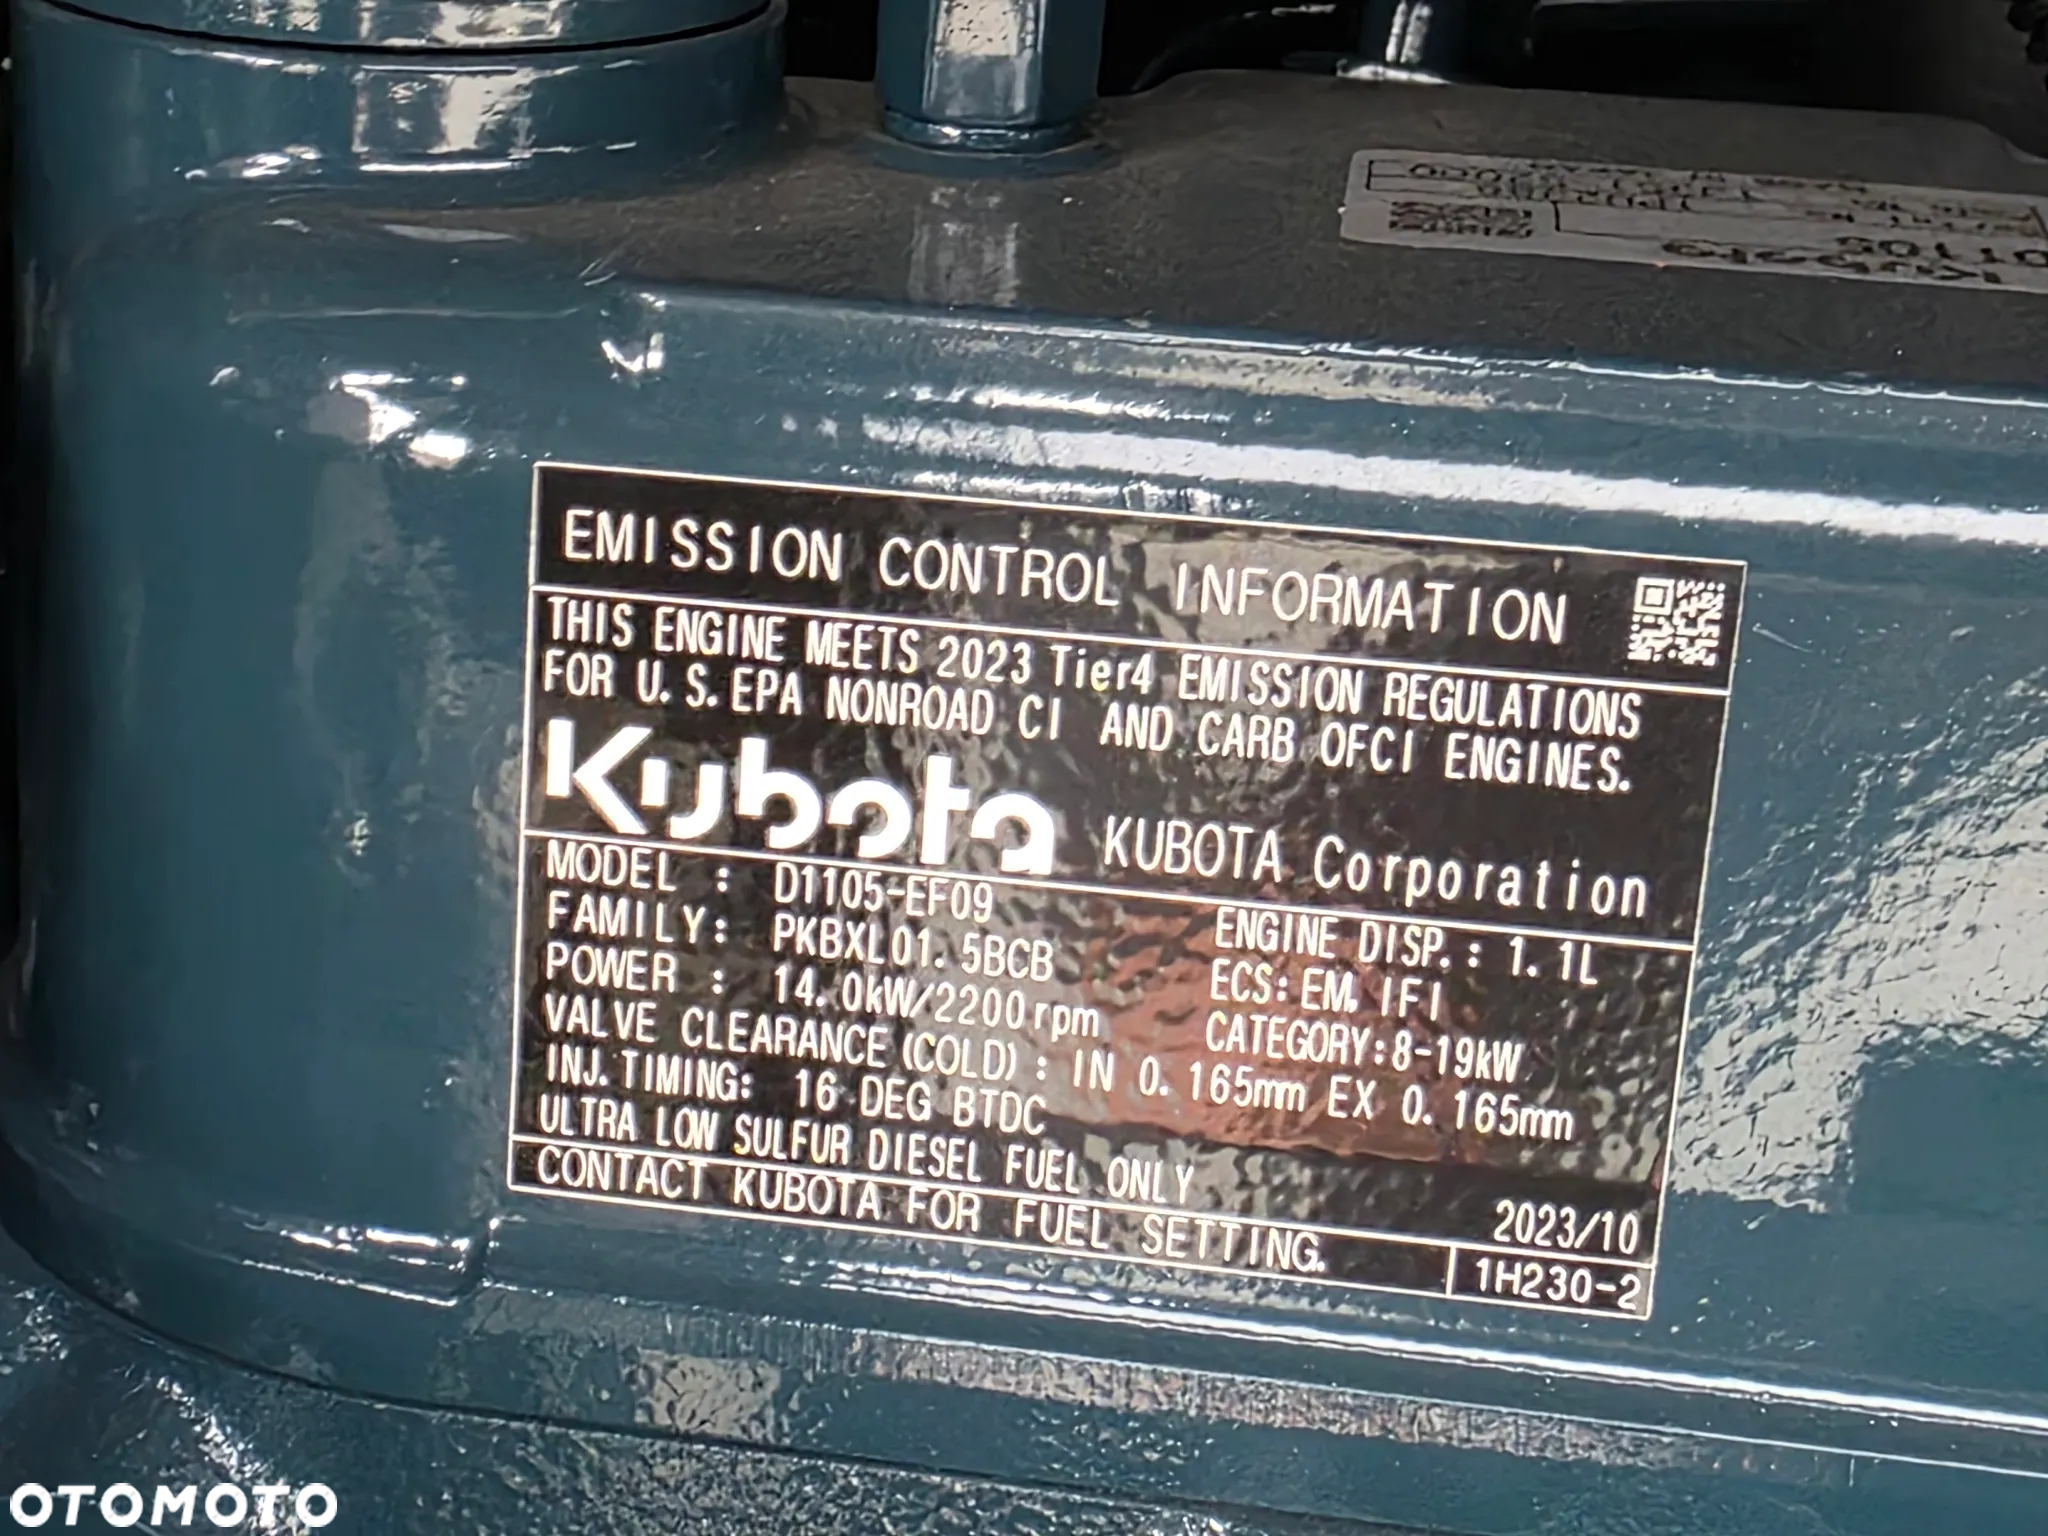 EMISSION CONTROL INFORMATION
THIS ENGINE MEETS 2023 Tier4 EMISSION REGULATIONS
FOR U.S. EPA NONROAD CI AND CARB OFCI ENGINES.
Kubota KUBOTA Corporation
MODEL : D1105-EF09
ENGINE DISP.: 1.1L
FAMILY: PKBXL01.5BCB
ECS: EM, IFI
POWER : 14.0kW/2200rpm
CATEGORY: 8-19kW
VALVE CLEARANCE (COLD) : IN 0.165mm EX 0.165mm
INJ. TIMING: 16 DEG BTDC
ULTRA LOW SULFUR DIESEL FUEL ONLY
2023/10
CONTACT KUBOTA FOR FUEL SETTING.
1H230-2
D1105
OTOMOTO